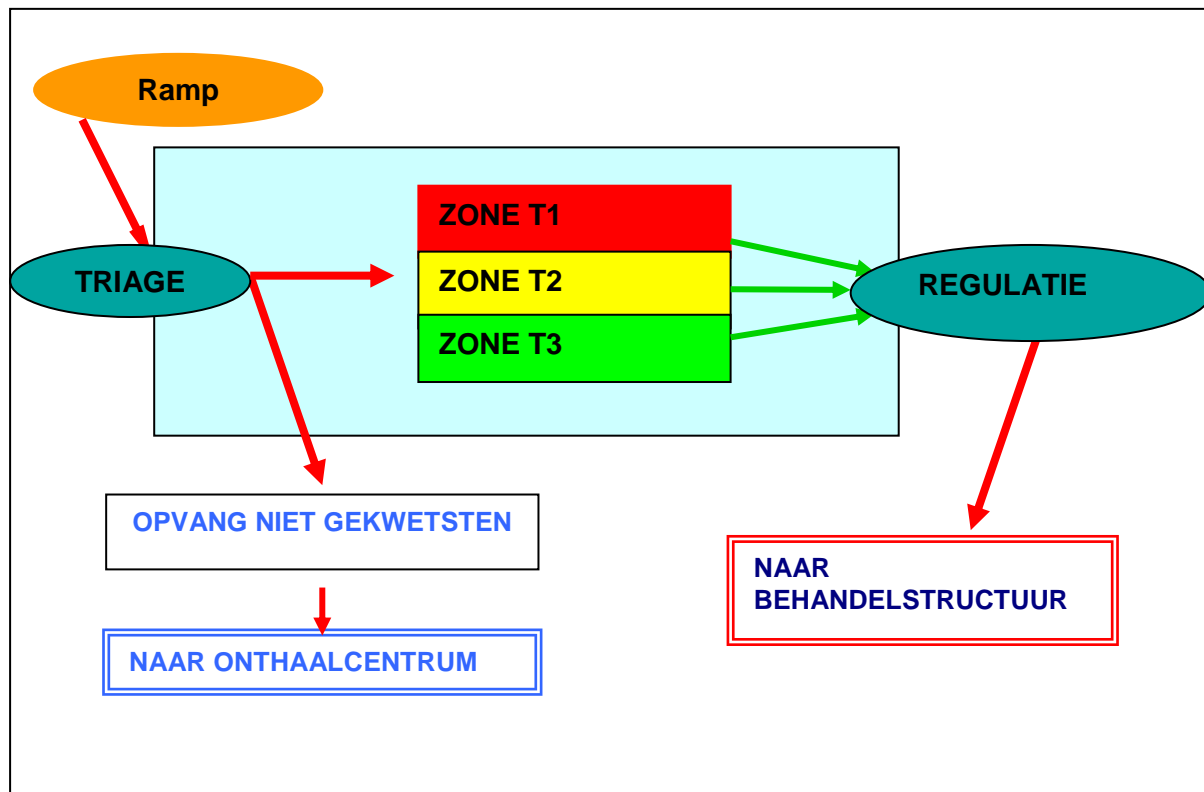 Ramp
ZONE T1
TRIAGE
ZONE T2
REGULATIE
ZONE T3
OPVANG NIET GEKWETSTEN
NAAR
BEHANDELSTRUCTUUR
NAAR ONTHAALCENTRUM